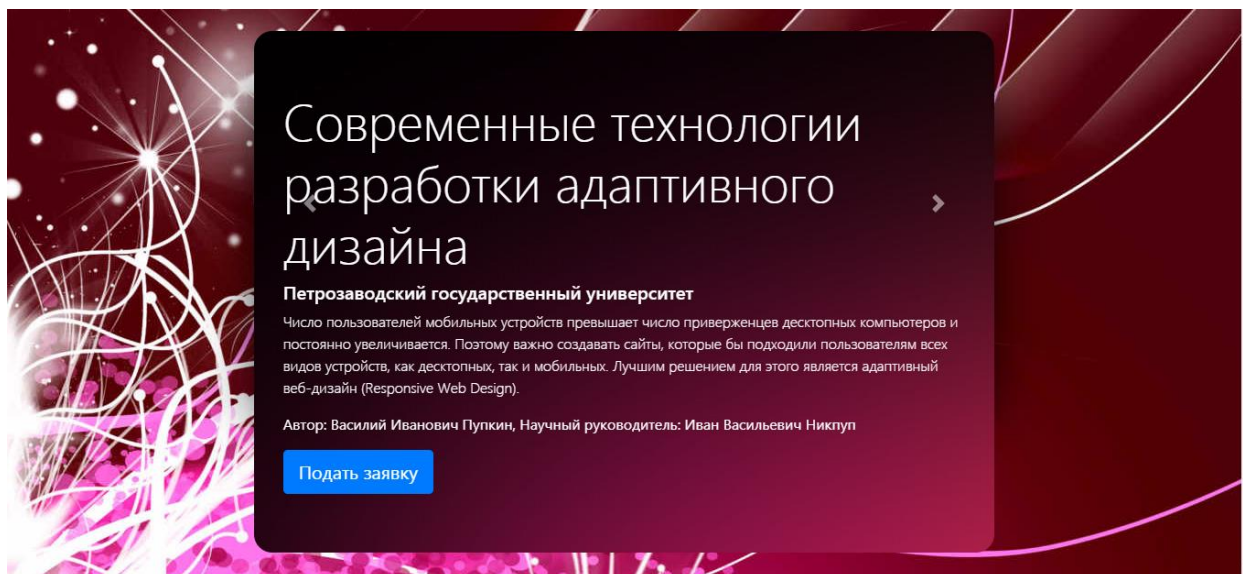 Современные технологии
разработки адаптивного
дизайна
Петрозаводский государственный университет
Число пользователей мобильных устройств превышает число приверженцев десктопных компьютеров и
постоянно увеличивается. Поэтому важно создавать сайты, которые бы подходили пользователям всех
видов устройств, как десктопных, так и мобильных. Лучшим решением для этого является адаптивный
веб-дизайн (Responsive Web Design).
Автор: Василий Иванович Пупкин, Научный руководитель: Иван Васильевич Никпуп
Подать заявку